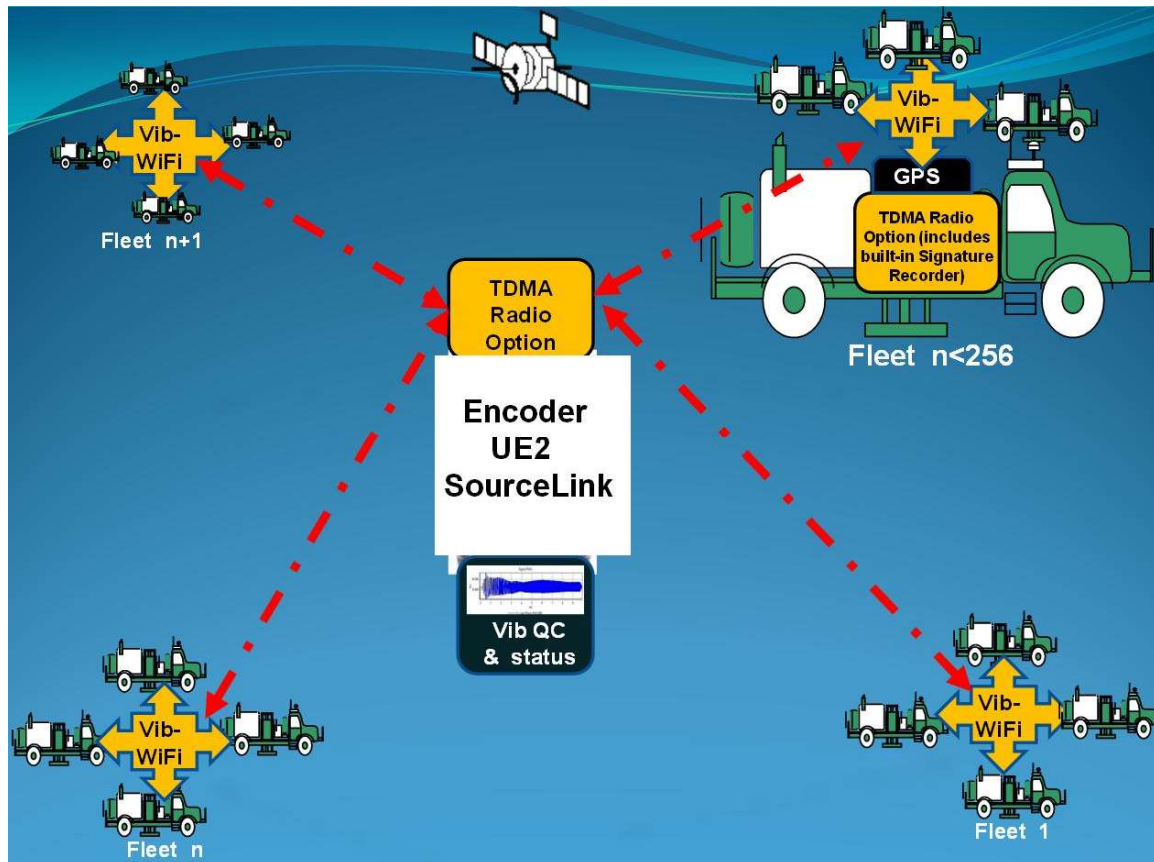 Vib-
WiFi
Fleet n+1
Vib-
WiFi
GPS
TDMA Radio
Option (includes
built-in Signature
Recorder)
Fleet n<256
TDMA
Radio
Option
Encoder
UE2
SourceLink
Vib QC
& status
Vib-
WiFi
Fleet n
Vib-
WiFi
Fleet 1